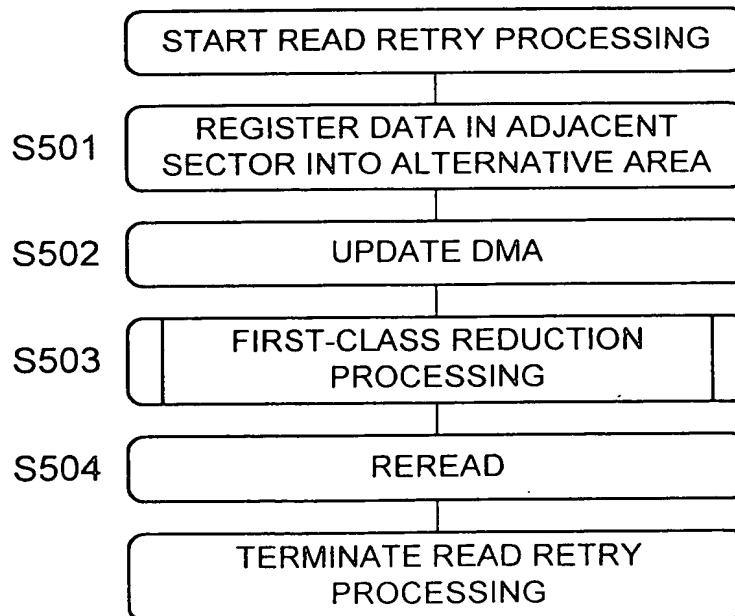 START READ RETRY PROCESSING
S501
REGISTER DATA IN ADJACENT
SECTOR INTO ALTERNATIVE AREA
S502
UPDATE DMA
S503
FIRST-CLASS REDUCTION
PROCESSING
S504
REREAD
TERMINATE READ RETRY
PROCESSING